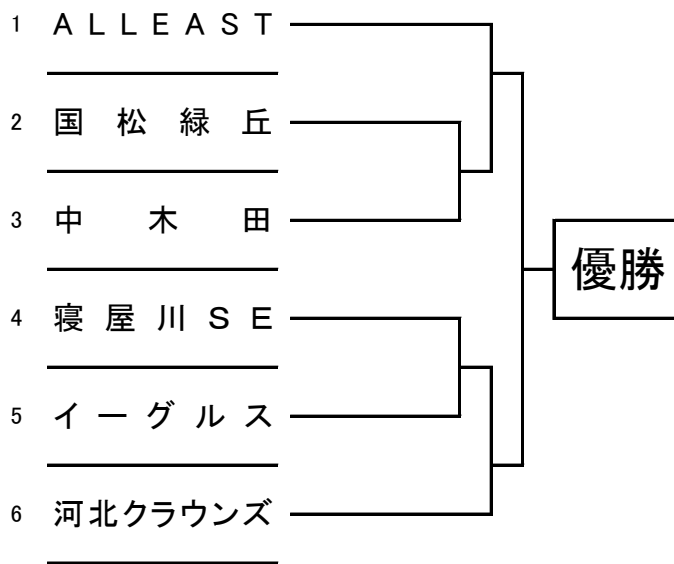 1 ALLEAST
2 国松緑丘
3 中木田
優勝
4 寝屋川SE
5 イーグルス
6 河北クラウンズ